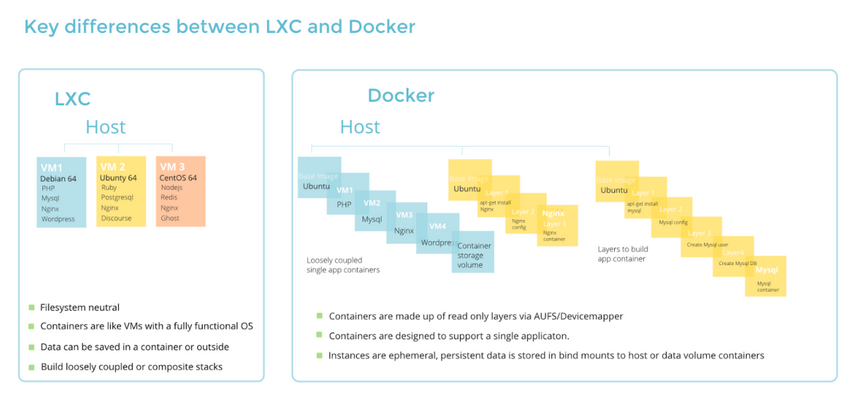 Key differences between LXC and Docker
LXC
Host
VM1
Debian 64
PHP
Mysql
Nginx
Wordpress
VM 2
Ubunty 64
Ruby
Postgresql
Nginx
Discourse
VM 3
CentOS 64
Nodejs
Redis
Nginx
Ghost
Filesystem neutral
Containers are like VMs with a fully functional OS
Data can be saved in a container or outside
Build loosely coupled or composite stacks
Docker
Host
Base Image
Ubuntu
VM1
PHP
VM2
Mysql
VM3
Nginx
VM4
Wordpre
Container
storage
volume
Loosely coupled
single app containers
Base Image
Ubuntu
Layer 1
apt-get install
Nginx
Layer 2
Nginx
config
Nginx
Layer 3
Nginx
container
Layers to build
app container
Base Image
Ubuntu
Layer 1
apt-get install
mysql
Layer 2
Mysql config
Layer 3
Create Mysql user
Layer4
Create Mysql DB
Mysql
Mysql
container
Containers are made up of read only layers via AUFS/Devicemapper
Containers are designed to support a single applicaton.
Instances are ephemeral, persistent data is stored in bind mounts to host or data volume containers